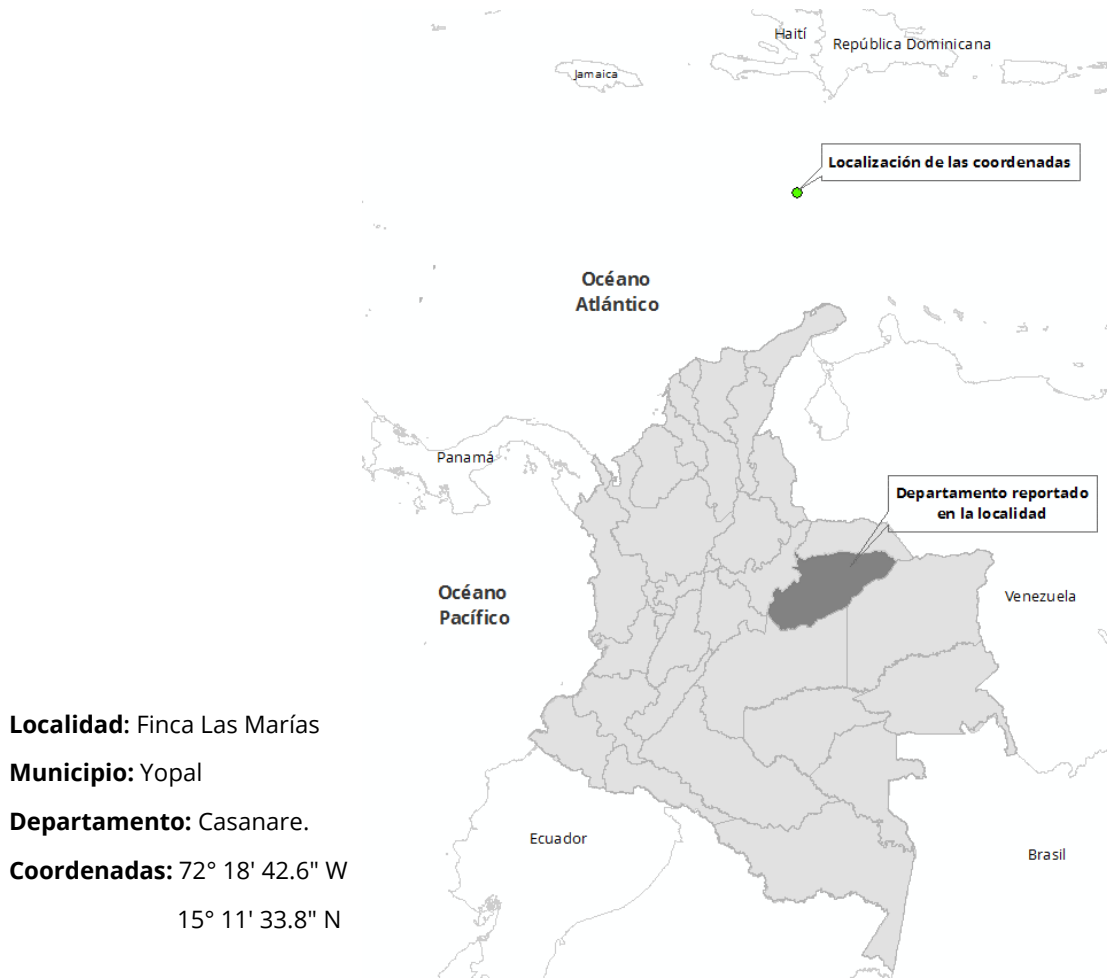 Haití
República Dominicana
Jamaica
Localización de las coordenadas
Océano
Atlántico
Panamá
Departamento reportado
en la localidad
Océano
Pacífico
Venezuela
Localidad: Finca Las Marías
Municipio: Yopal
Departamento: Casanare.
Ecuador
Brasil
Coordenadas: 72° 18' 42.6" W
15° 11' 33.8" N